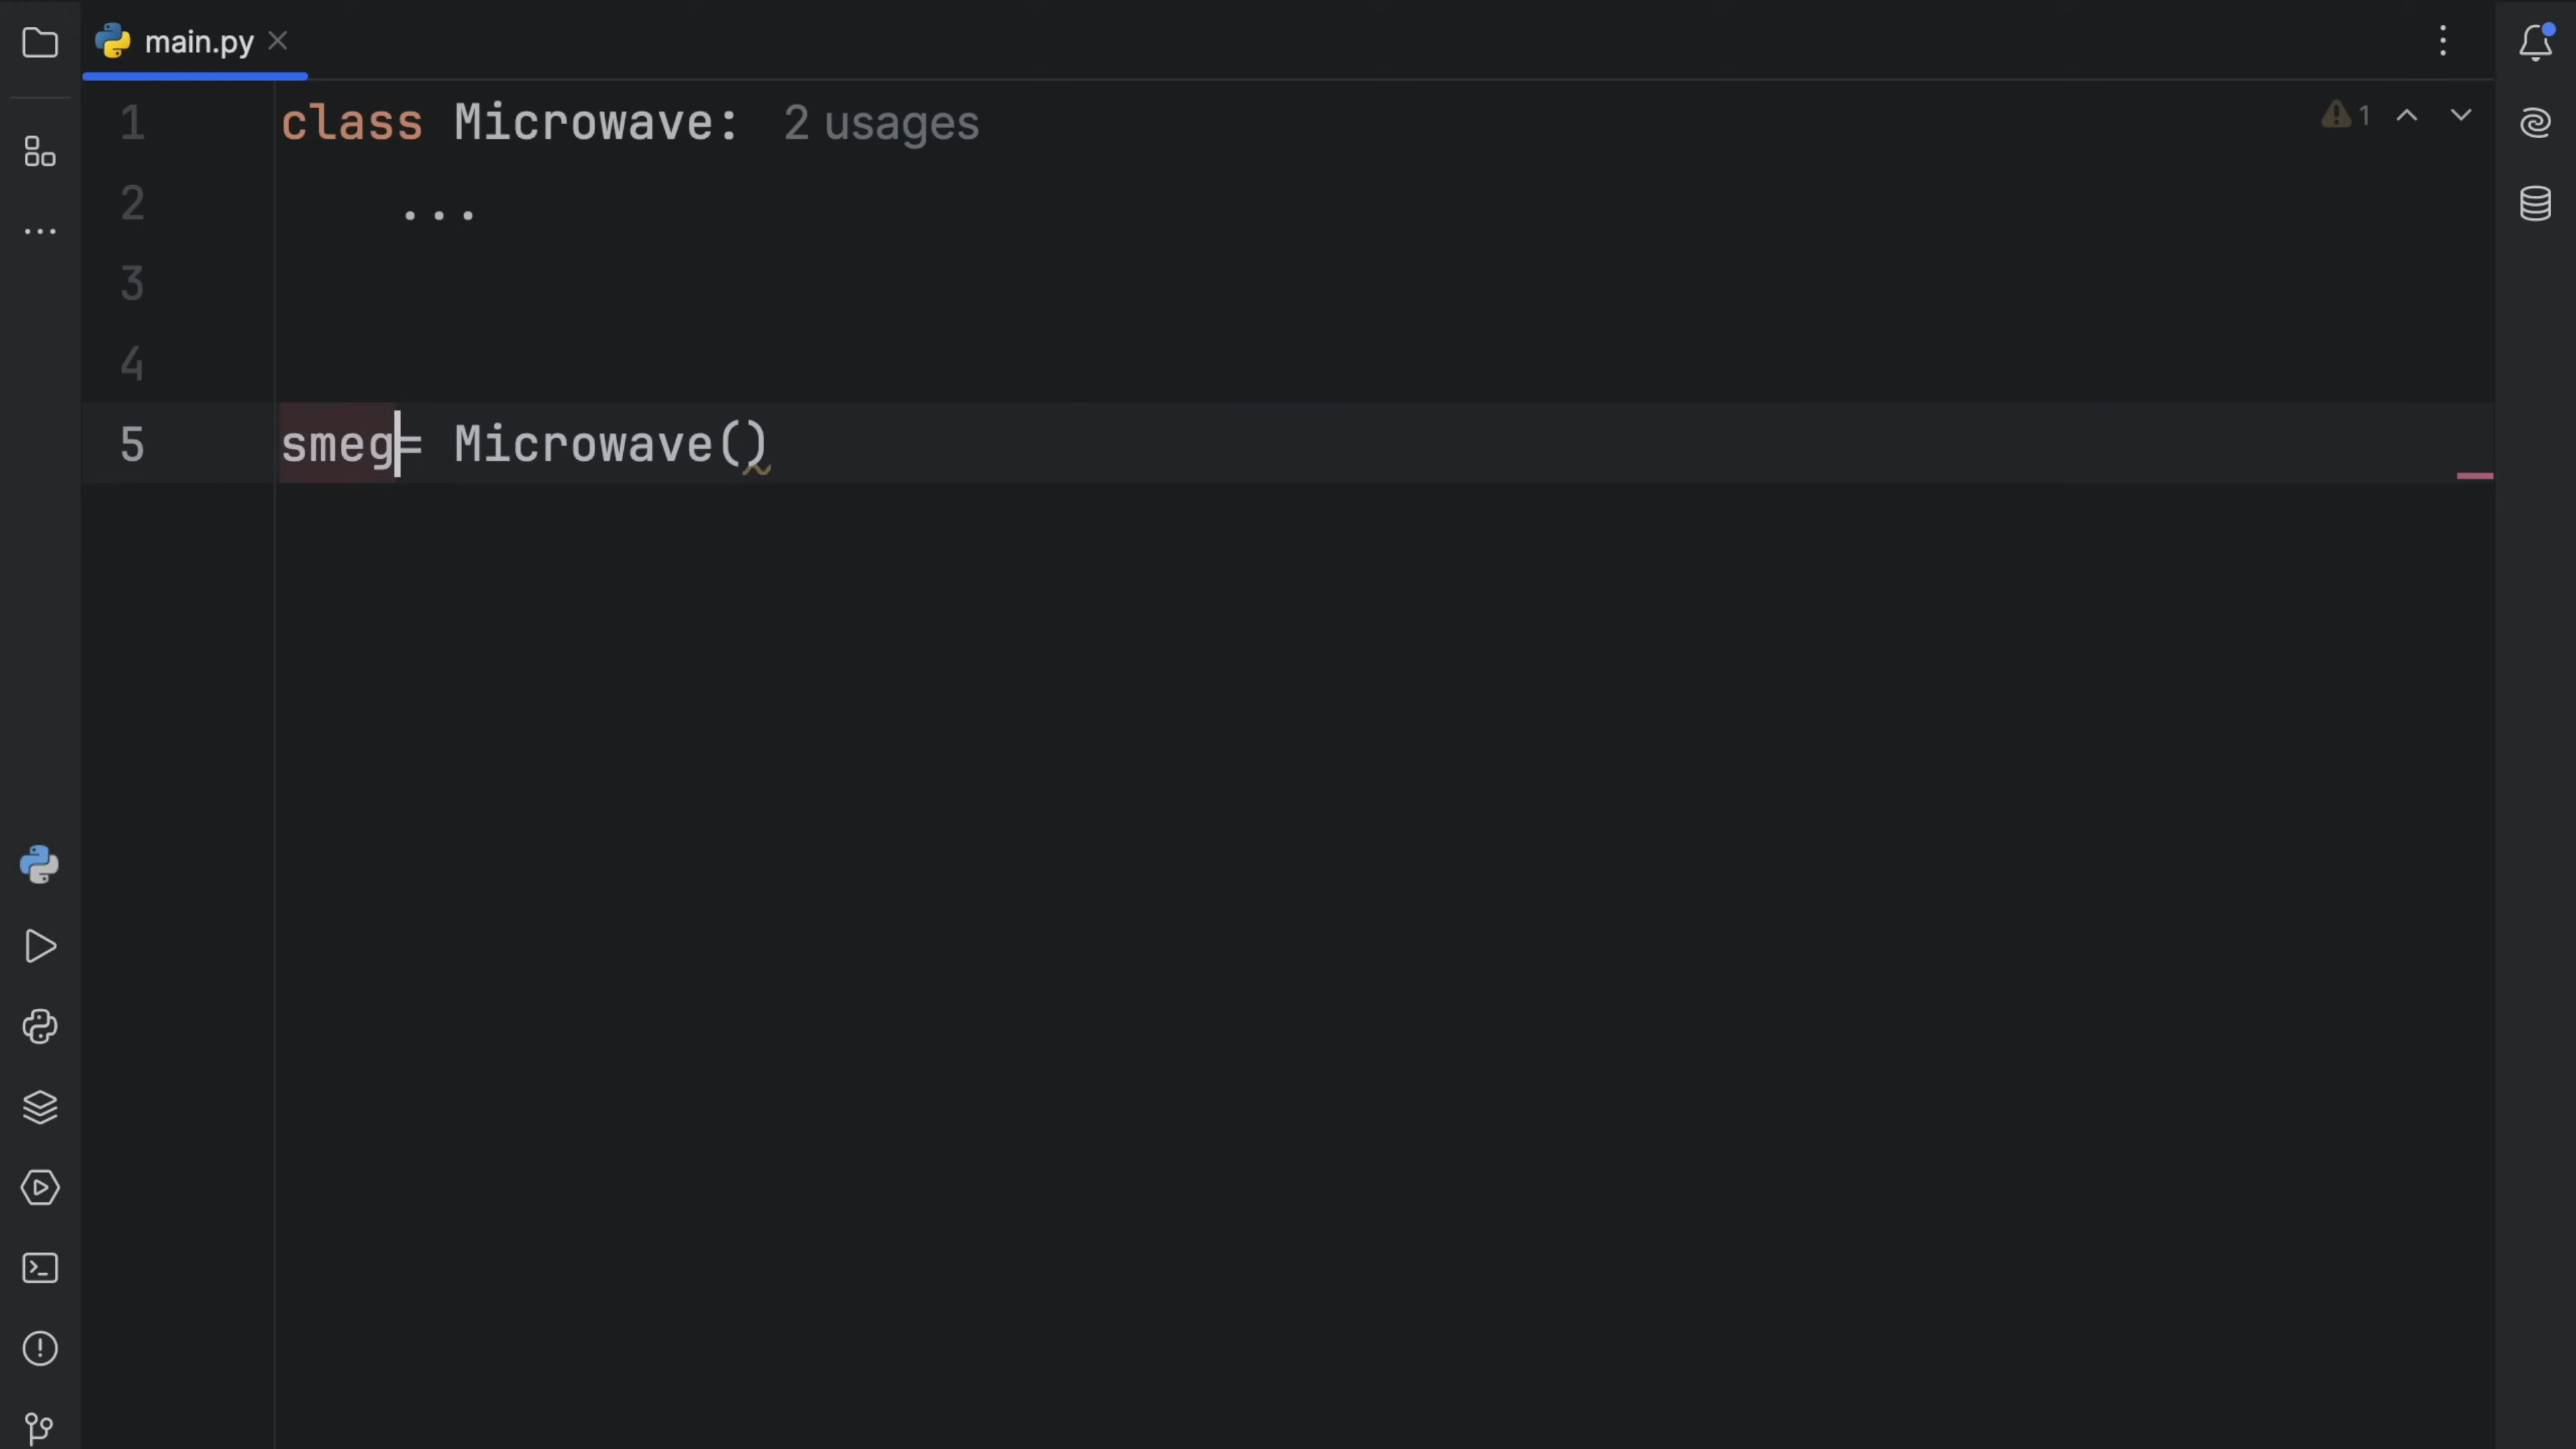 main.py
1 class Microwave: 2 usages
1
2 ...
3
4
5 smeg= Microwave()